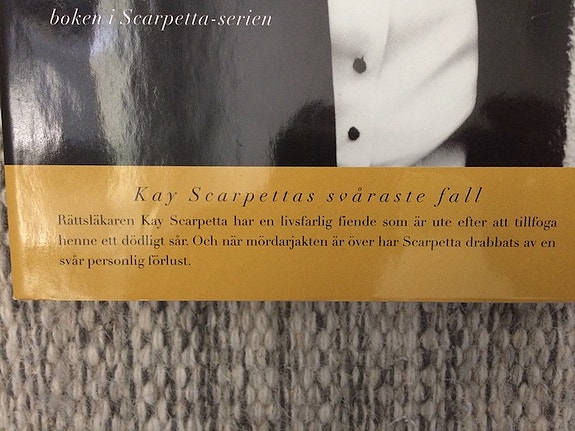 boken i Scarpetta-serien
Kay Scarpettas svåraste fall
Rättsläkaren Kay Scarpetta har en livsfarlig fiende som är ute efter att tillfoga
henne ett dödligt sår. Och när mördarjakten är över har Scarpetta drabbats av en
svår personlig förlust.